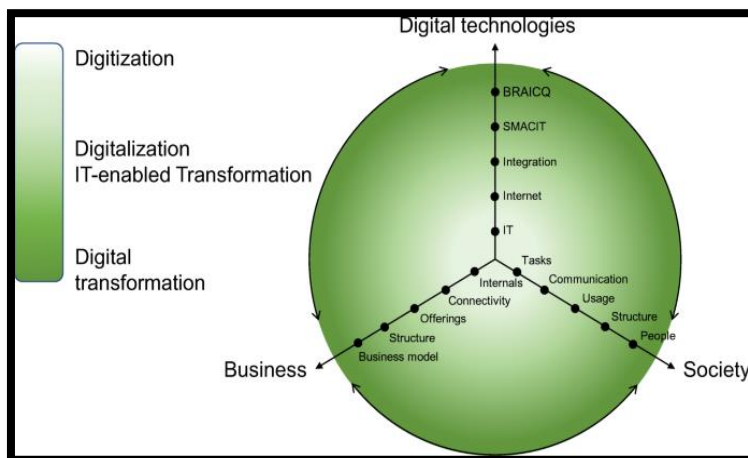 Digital technologies
Digitization
Digitalization
IT-enabled Transformation
Digital
transformation
BRAICQ
SMACIT
Integration
Internet
IT
Tasks
Communication
Usage
Structure
People
Internals
Connectivity
Offerings
Structure
Business model
Business
Society